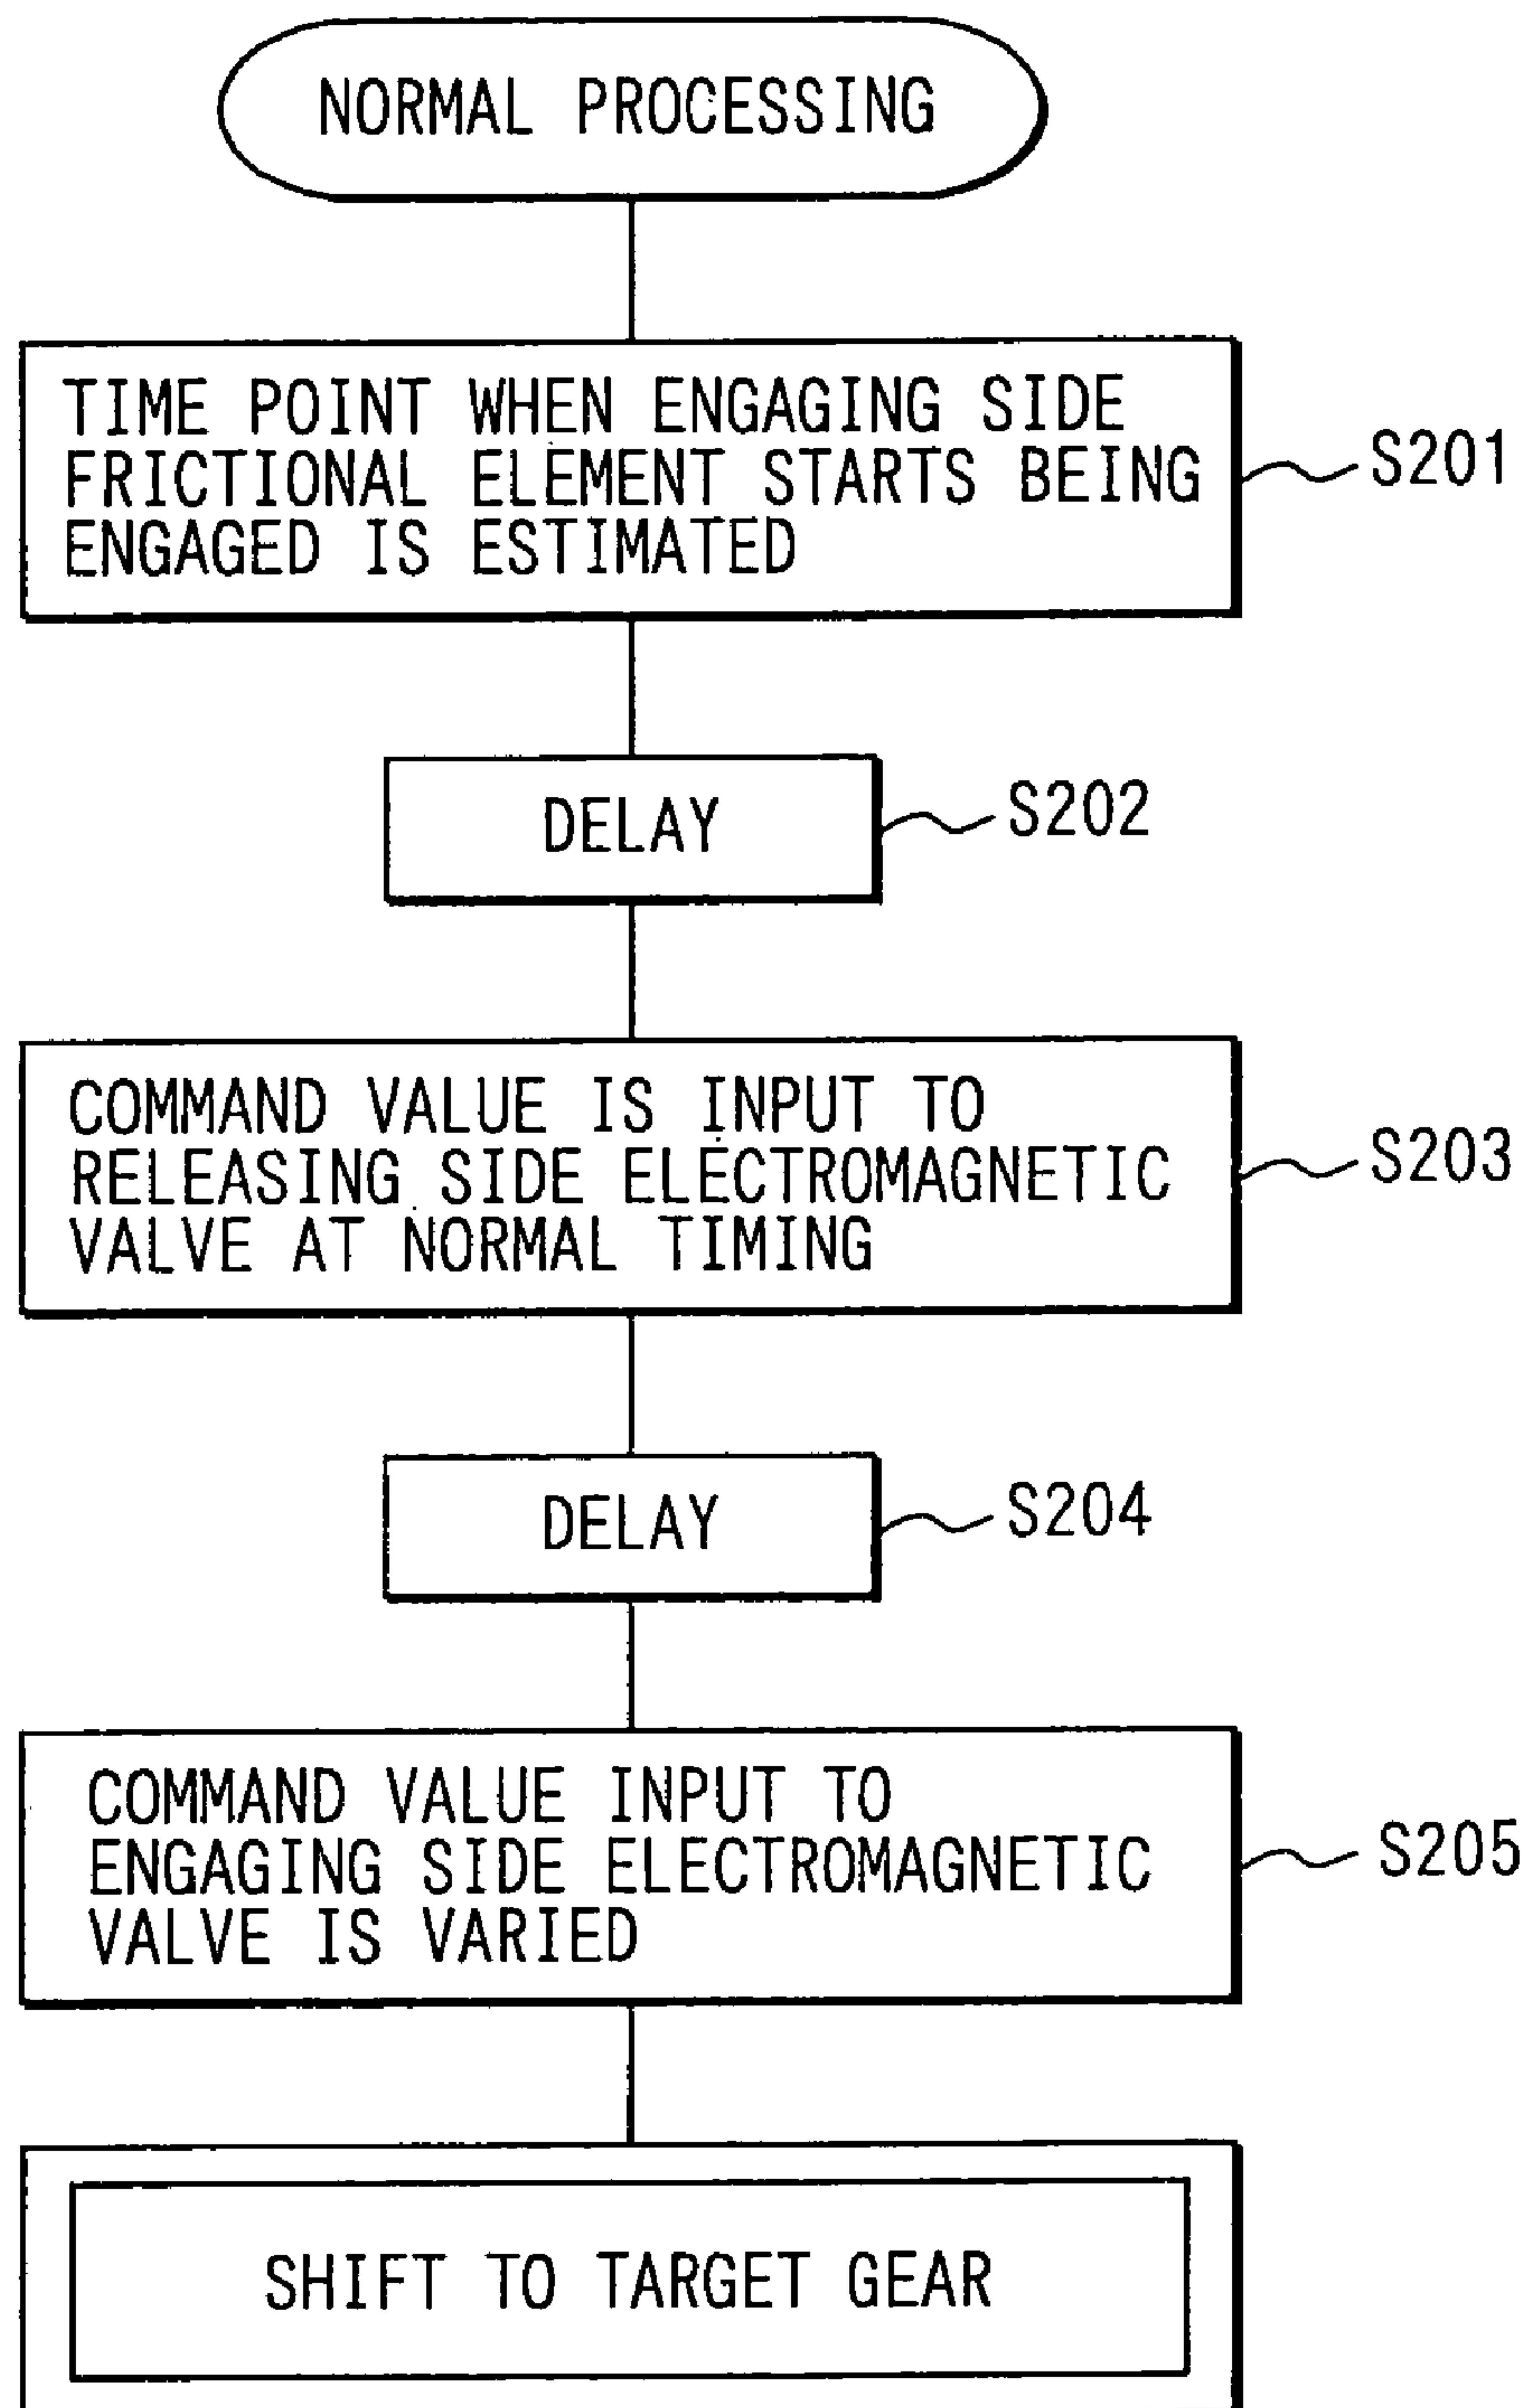 NORMAL PROCESSING
TIME POINT WHEN ENGAGING SIDE
FRICTIONAL ELEMENT STARTS BEING
ENGAGED IS ESTIMATED
S201
DELAY
S202
COMMAND VALUE IS INPUT TO
RELEASING SIDE ELECTROMAGNETIC
VALVE AT NORMAL TIMING
S203
DELAY
S204
COMMAND VALUE INPUT TO
ENGAGING SIDE ELECTROMAGNETIC
VALVE IS VARIED
S205
SHIFT TO TARGET GEAR